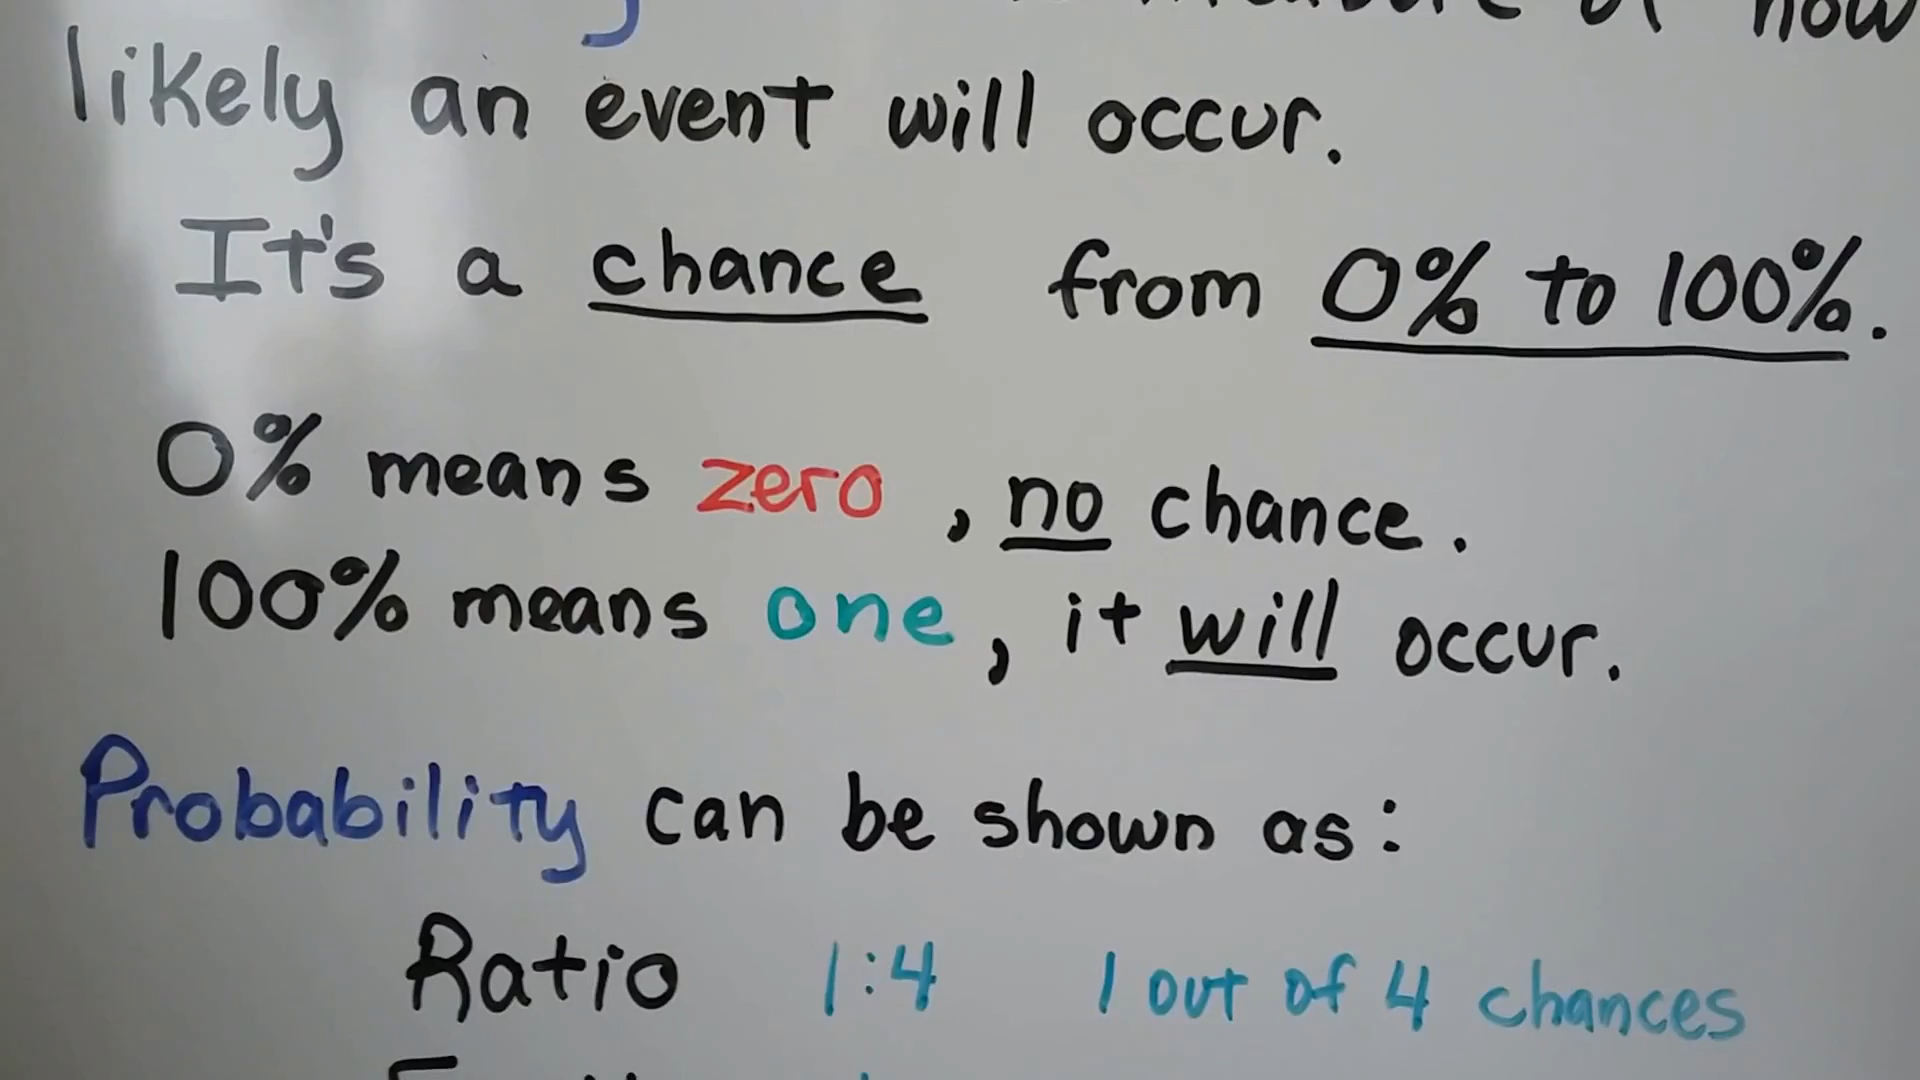 how
likely an event will occur.
It's a chance from 0% to 100%.
0% means zero, no chance.
100% means one, it will occur.
Probability can be shown as:
Ratio 1:4 1 out of 4 chances